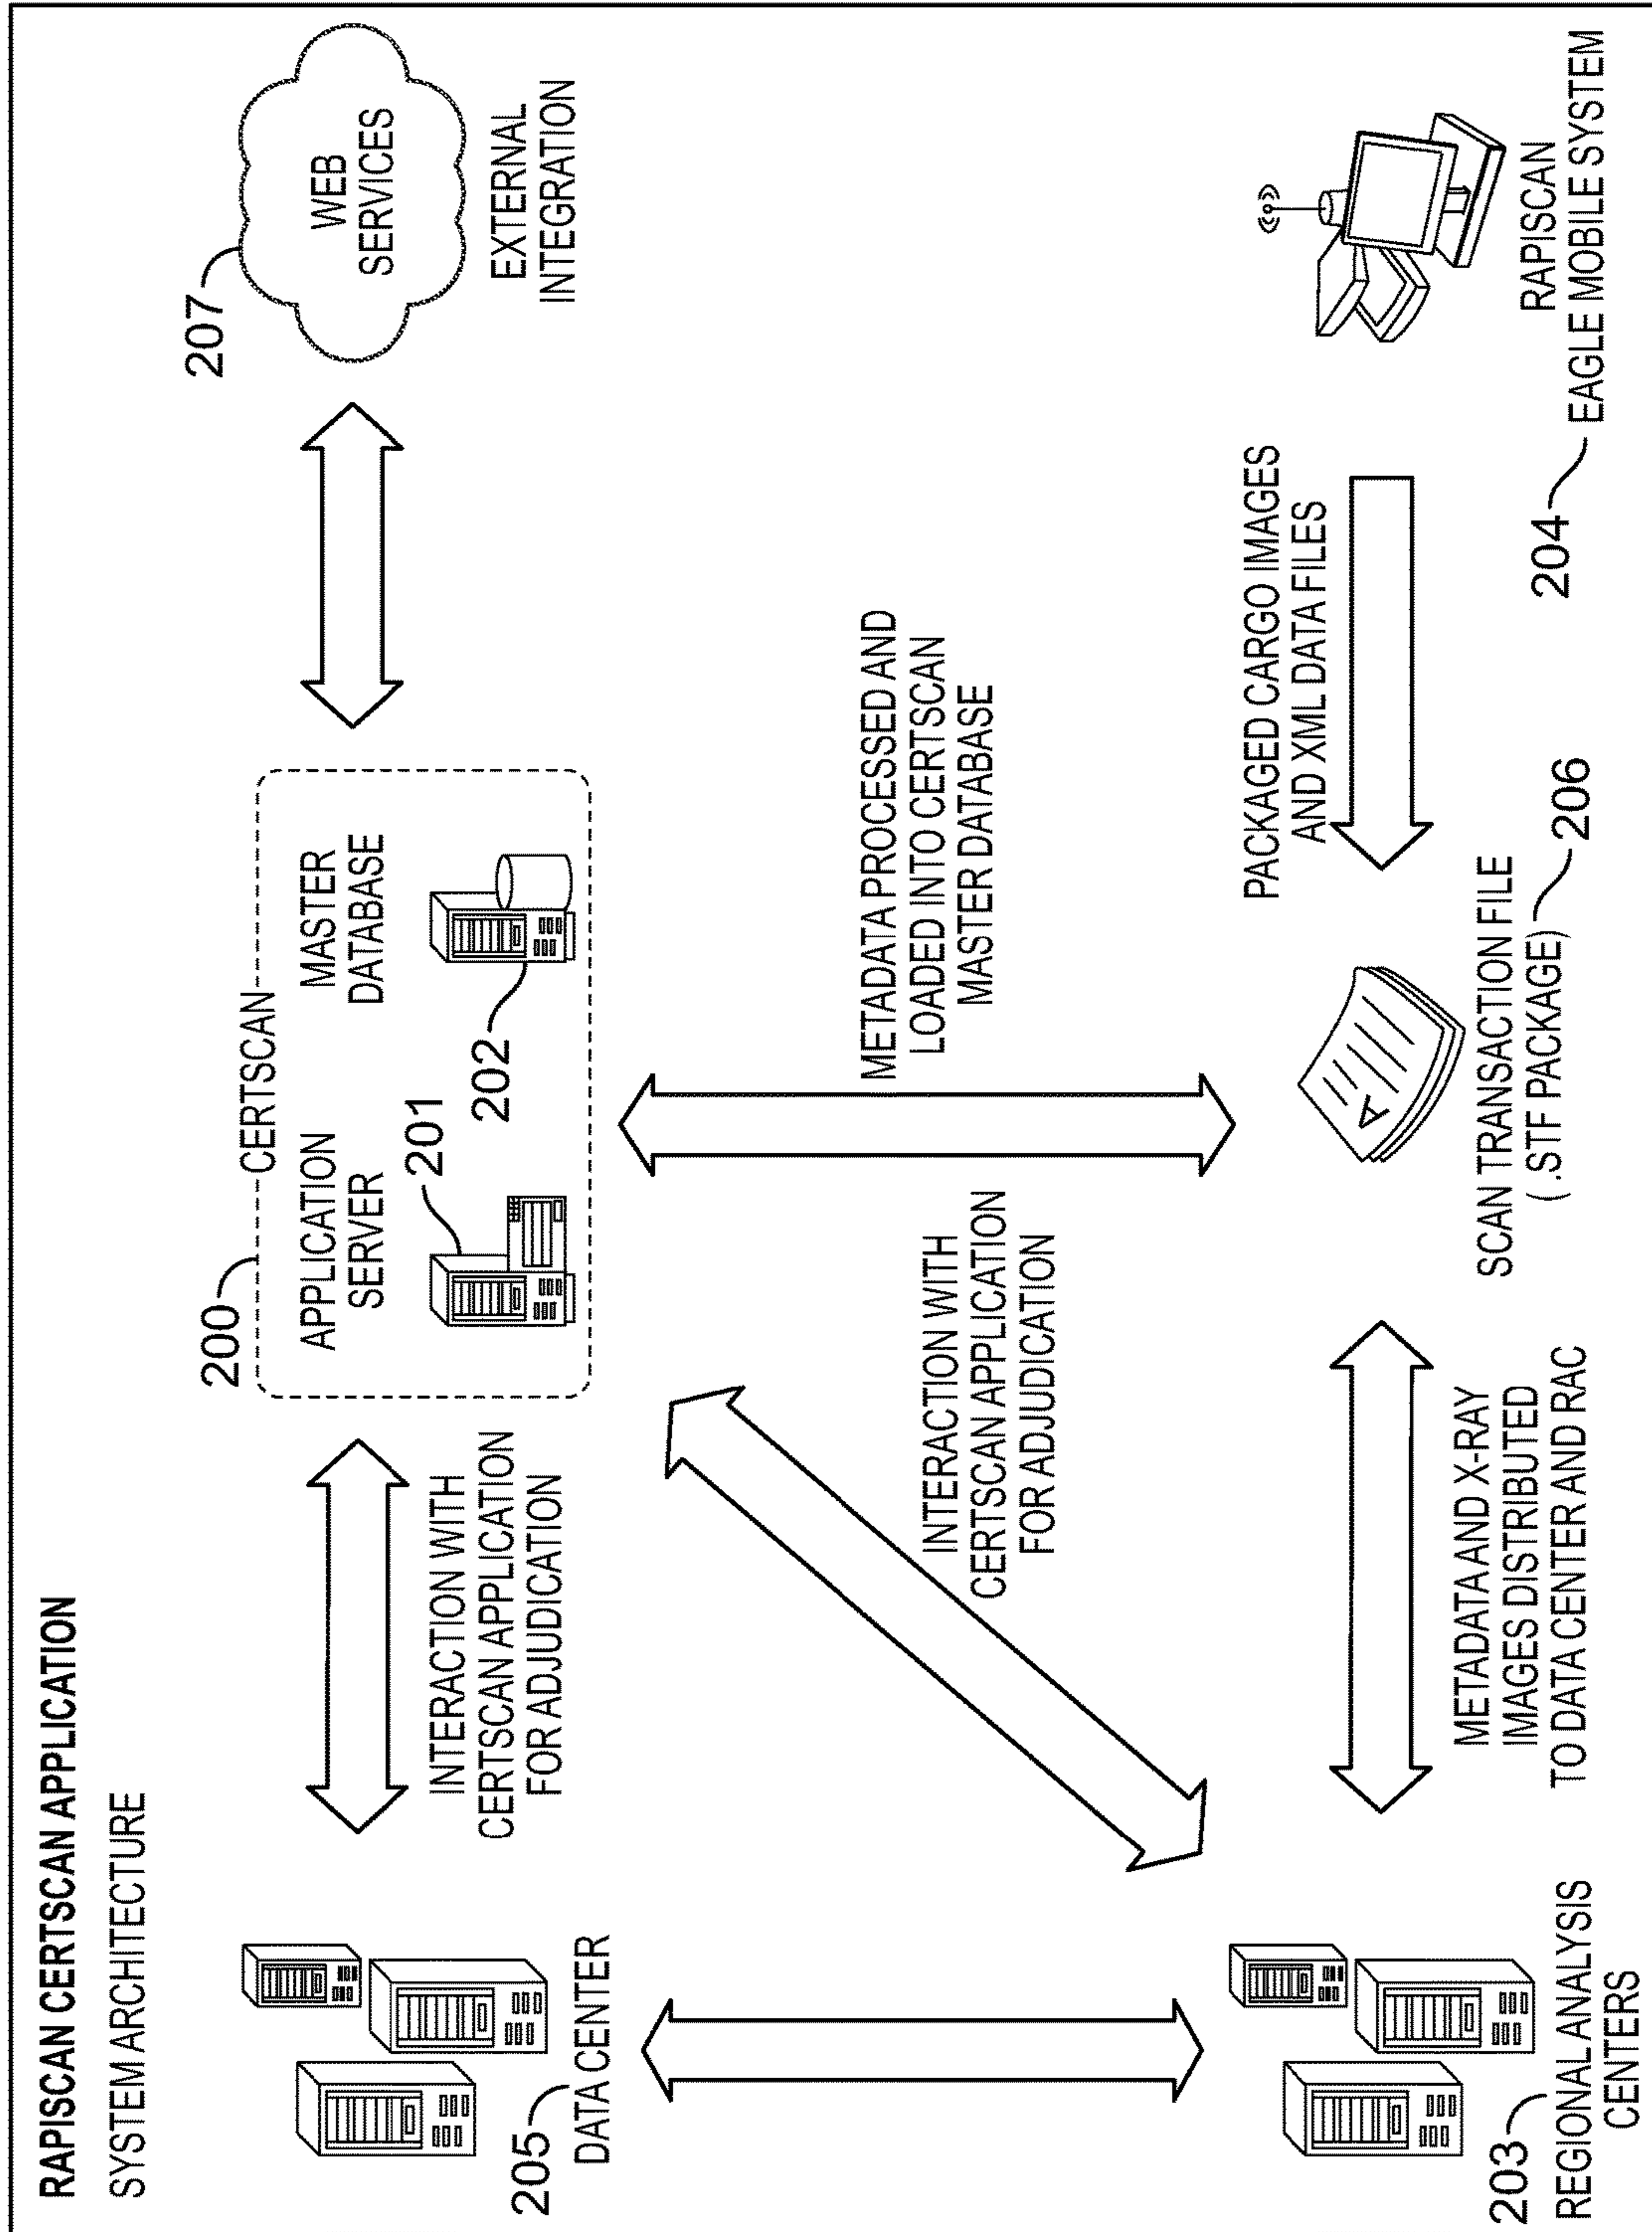 RAPISCAN CERTSCAN APPLICATION
SYSTEM ARCHITECTURE
200
CERTSCAN
207
APPLICATION
SERVER
MASTER
DATABASE
201
202
WEB
SERVICES
EXTERNAL
INTEGRATION
INTERACTION WITH
CERTSCAN APPLICATION
FOR ADJUDICATION
205
DATA CENTER
METADATA PROCESSED AND
LOADED INTO CERTSCAN
MASTER DATABASE
INTERACTION WITH
CERTSCAN APPLICATION
FOR ADJUDICATION
PACKAGED CARGO IMAGES
AND XML DATA FILES
A
203
REGIONAL ANALYSIS
CENTERS
METADATA AND X-RAY
IMAGES DISTRIBUTED
TO DATA CENTER AND RAC
SCAN TRANSACTION FILE
( .STF PACKAGE) 206
RAPISCAN
204 EAGLE MOBILE SYSTEM